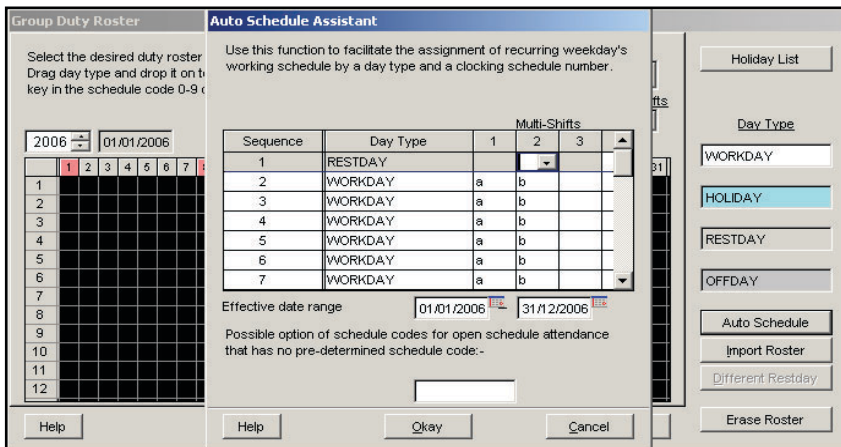 Group Duty Roster
Select the desired duty roster
Drag day type and drop it on to
key in the schedule code 0-9 o
2006 01/01/2006
1 2 3 4 5 6 7
1
2
3
4
5
6
7
8
9
10
11
12
Help
Auto Schedule Assistant
Use this function to facilitate the assignment of recurring weekday's
working schedule by a day type and a clocking schedule number.
Multi-Shifts
Sequence Day Type 1 2 3
1 RESTDAY
2 WORKDAY a b
3 WORKDAY a b
4 WORKDAY a b
5 WORKDAY a b
6 WORKDAY a b
7 WORKDAY a b
Effective date range 01/01/2006 31/12/2006
Possible option of schedule codes for open schedule attendance
that has no pre-determined schedule code:-
Help Okay Cancel
fts
31
Holiday List
Day Type
WORKDAY
HOLIDAY
RESTDAY
OFFDAY
Auto Schedule
Import Roster
Different Restday
Erase Roster